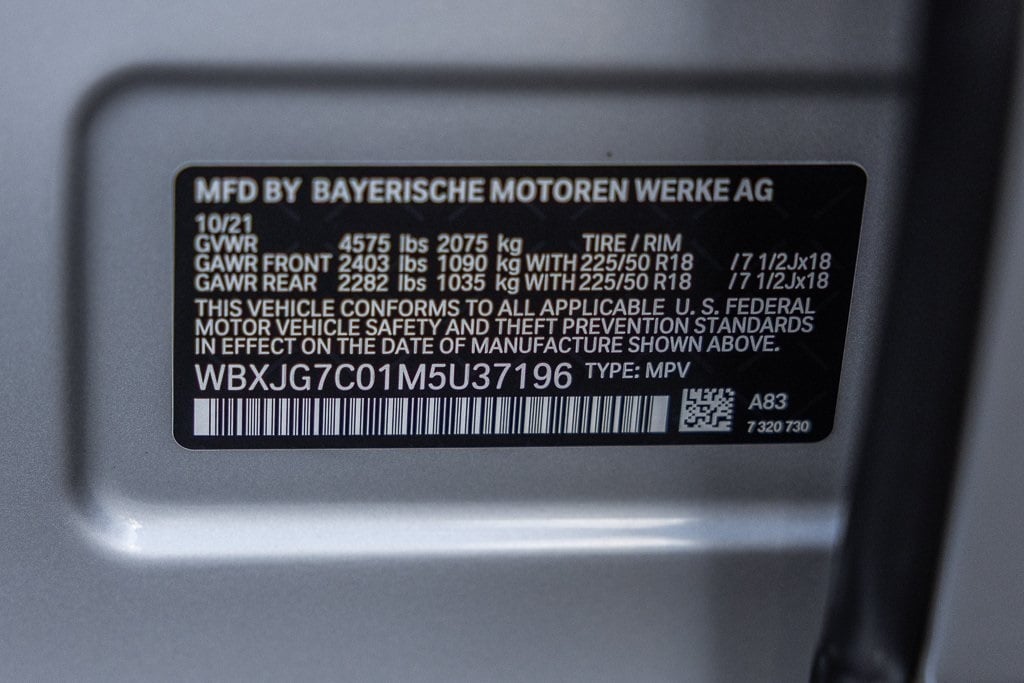 MFD BY BAYERISCHE MOTOREN WERKE AG
10/21
GVWR 4575 lbs 2075 kg TIRE / RIM
GAWR FRONT 2403 lbs 1090 kg WITH 225/50 R18 /7 1/2Jx18
GAWR REAR 2282 lbs 1035 kg WITH 225/50 R18 /7 1/2Jx18
THIS VEHICLE CONFORMS TO ALL APPLICABLE U. S. FEDERAL
MOTOR VEHICLE SAFETY AND THEFT PREVENTION STANDARDS
IN EFFECT ON THE DATE OF MANUFACTURE SHOWN ABOVE.
WBXJG7C01M5U37196 TYPE: MPV
A83
7 320 730